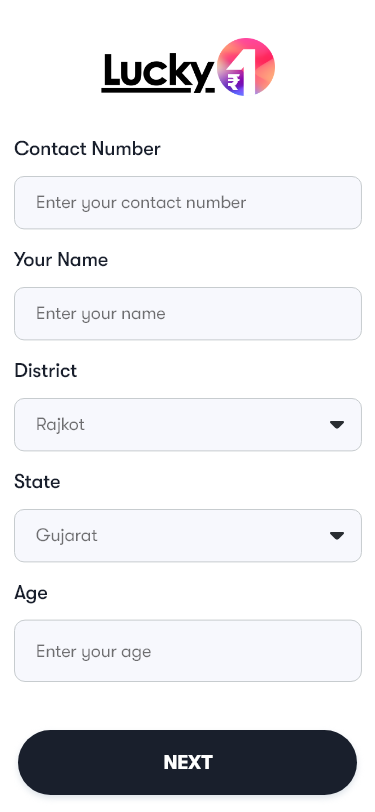 Lucky 1
₹
Contact Number
Enter your contact number
Your Name
Enter your name
District
Rajkot
State
Gujarat
Age
Enter your age
NEXT